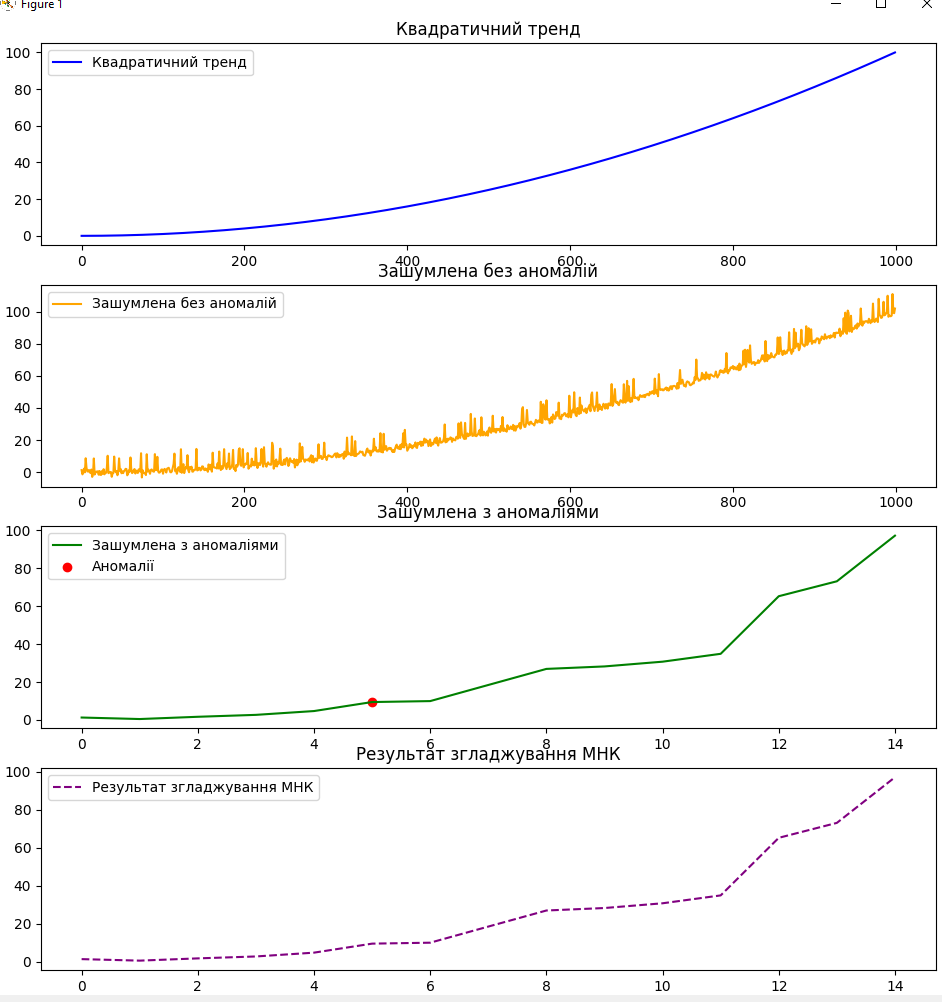 Figure 1
Квадратичний тренд
Квадратичний тренд
100
80
60
40
20
0
0 200 400 600 800 1000
Зашумлена без аномалій
Зашумлена без аномалій
100
80
60
40
20
0
0 200 400 600 800 1000
Зашумлена з аномаліями
Зашумлена з аномаліями
Аномалії
100
80
60
40
20
0
0 2 4 6 8 10 12 14
Результат згладжування МНК
Результат згладжування МНК
100
80
60
40
20
0
0 2 4 6 8 10 12 14